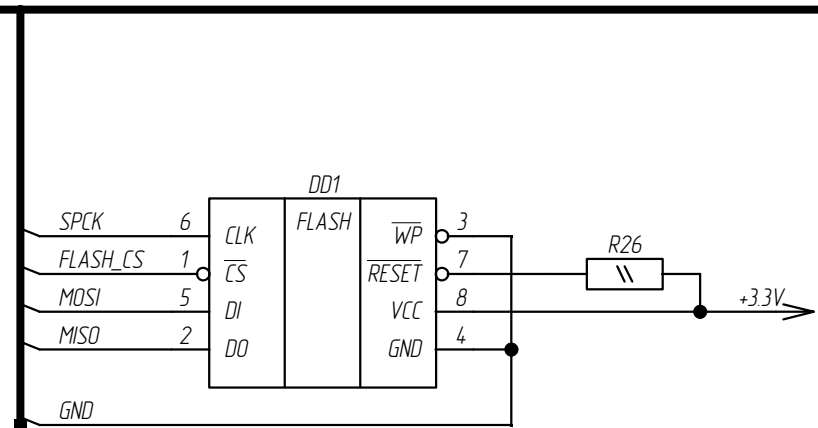 DD1
SPCK 6 CLK FLASH WP 3
R26
FLASH_CS 1 CS RESET 7
MOSI 5 DI VCC 8 +3.3V
MISO 2 DO GND 4
GND